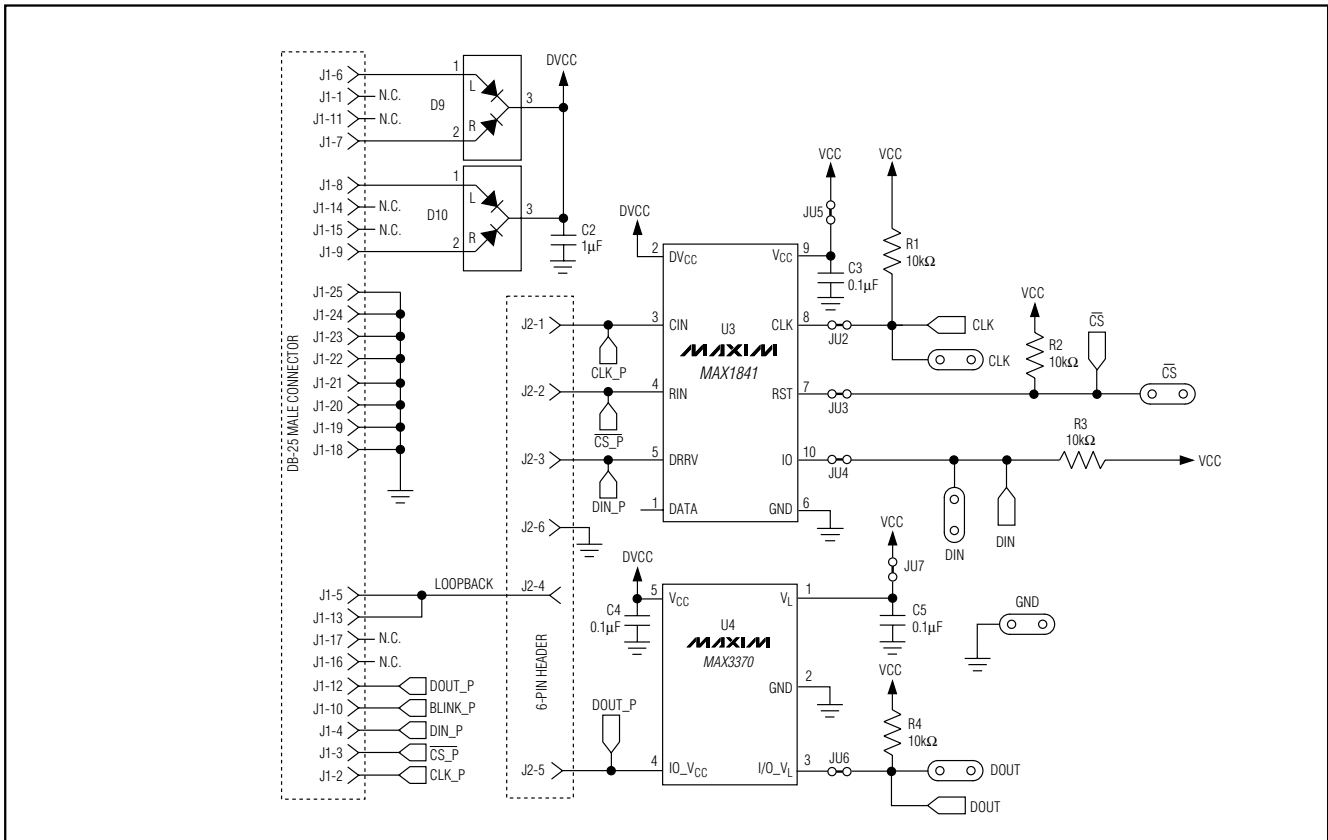 DB-25 MALE CONNECTOR
J1-6
J1-1
N.C.
J1-11
N.C.
J1-7
1
L
D9
R
2
3
DVCC
J1-8
J1-14
N.C.
J1-15
N.C.
J1-9
1
L
D10
R
2
3
C2
1µF
J1-25
J1-24
J1-23
J1-22
J1-21
J1-20
J1-19
J1-18
J1-5
LOOPBACK
J1-13
J1-17
N.C.
J1-16
N.C.
J1-12
DOUT_P
J1-10
BLINK_P
J1-4
DIN_P
J1-3
CS_P
J1-2
CLK_P
6-PIN HEADER
J2-1
J2-2
J2-3
J2-6
J2-4
J2-5
CLK_P
CS_P
DIN_P
DOUT_P
DVCC
2
DVCC
3
CIN
4
RIN
5
DRRV
1
DATA
U3
MAXIM
MAX1841
VCC
9
CLK
8
RST
7
IO
10
GND
6
VCC
JU5
C3
0.1µF
VCC
R1
10kΩ
JU2
CLK
CLK
VCC
R2
10kΩ
CS
CS
JU3
JU4
R3
10kΩ
VCC
DIN
DIN
DVCC
5
VCC
C4
0.1µF
U4
MAXIM
MAX3370
VL
1
GND
2
I/O_VL
3
4
IO_VCC
VCC
JU7
C5
0.1µF
GND
VCC
R4
10kΩ
JU6
DOUT
DOUT